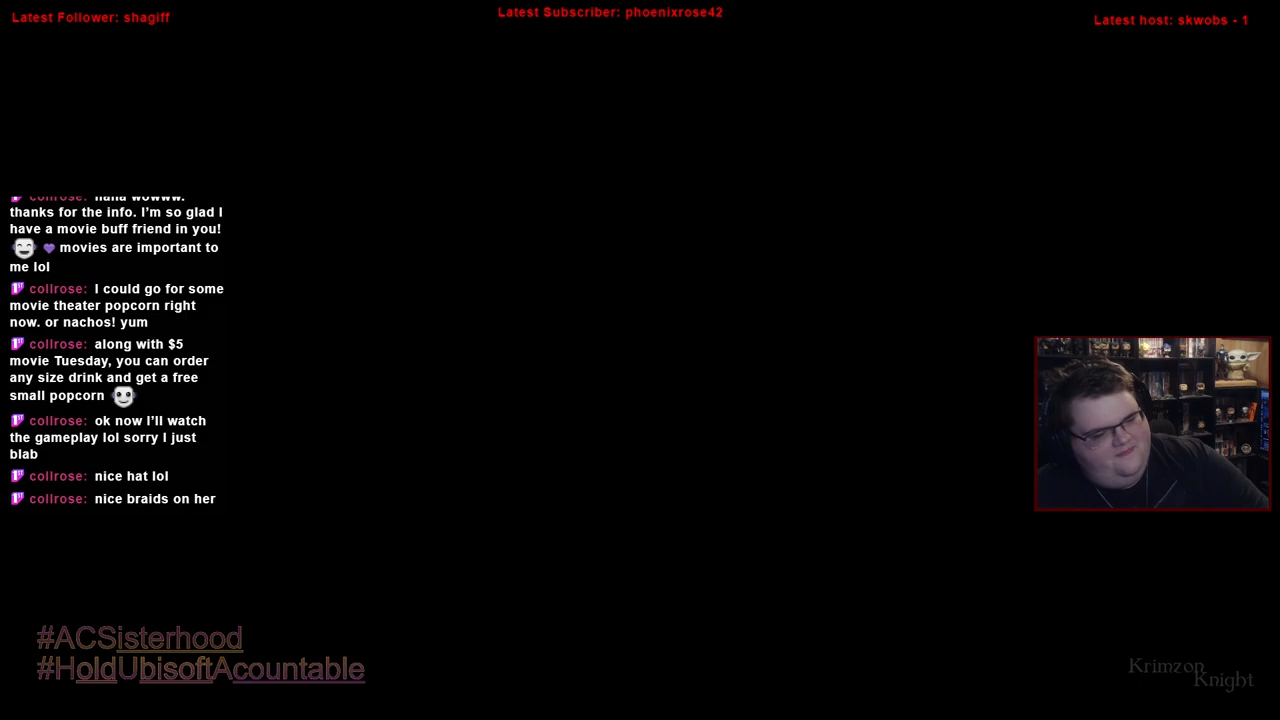 Latest Follower: shagiff
Latest Subscriber: phoenixrose42
Latest host: skwobs - 1
collrose: haha wowww.
thanks for the info. I'm so glad I
have a movie buff friend in you!
movies are important to
me lol
collrose: I could go for some
movie theater popcorn right
now. or nachos! yum
collrose: along with $5
movie Tuesday, you can order
any size drink and get a free
small popcorn
collrose: ok now I'll watch
the gameplay lol sorry I just
blab
collrose: nice hat lol
collrose: nice braids on her
#ACSisterhood
#HoldUbisoftAcountable
Krimzon
Knight